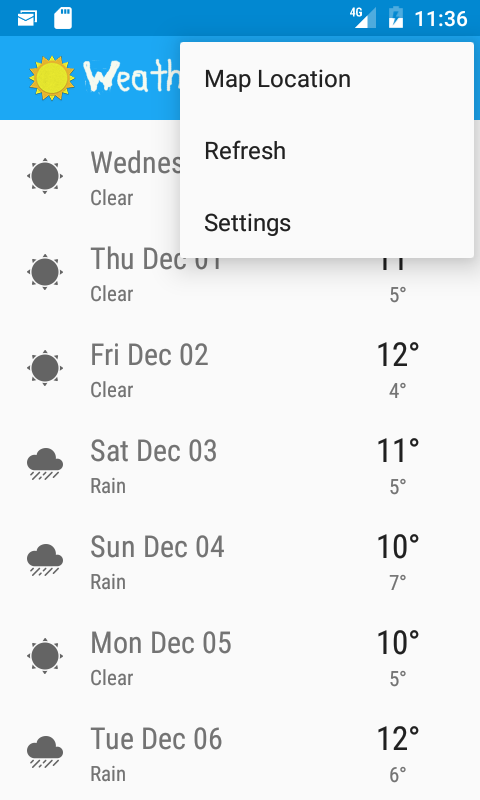 4G 11:36
Weath
Map Location
Refresh
Settings
Wednes
Clear
Thu Dec 01
11
Clear
5°
Fri Dec 02
12°
Clear
4°
Sat Dec 03
11°
Rain
5°
Sun Dec 04
10°
Rain
7°
Mon Dec 05
10°
Clear
5°
Tue Dec 06
12°
Rain
6°